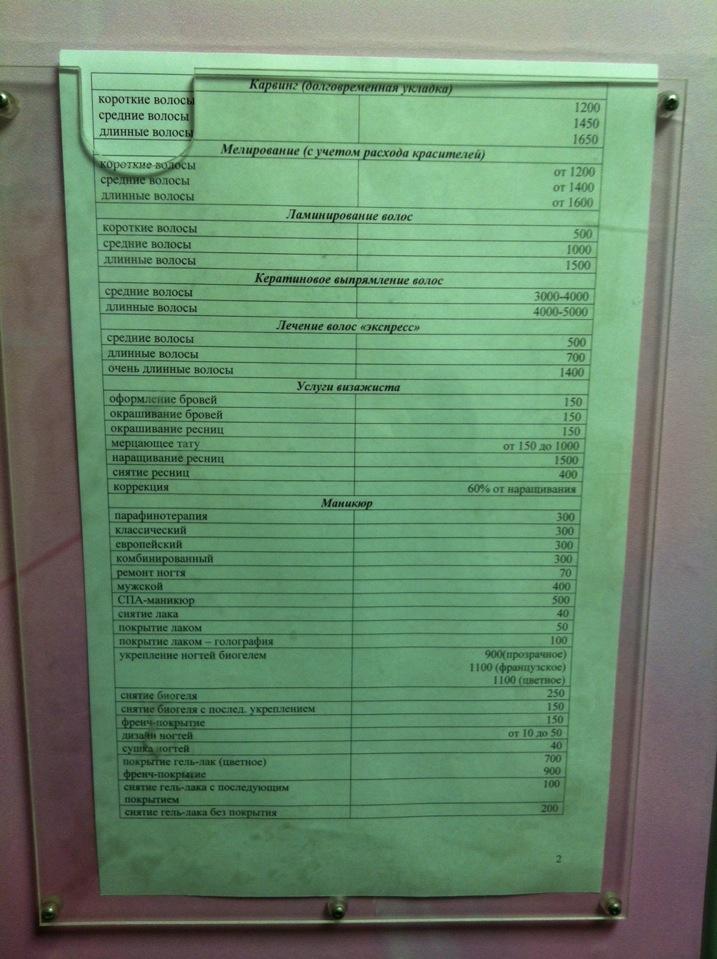 Карвинг (долговременная укладка)
короткие волосы 1200
средние волосы 1450
длинные волосы 1650
Мелирование (с учетом расхода красителей)
короткие волосы от 1200
средние волосы от 1400
длинные волосы от 1600
Ламинирование волос
короткие волосы 500
средние волосы 1000
длинные волосы 1500
Кератиновое выпрямление волос
средние волосы 3000-4000
длинные волосы 4000-5000
Лечение волос «экспресс»
средние волосы 500
длинные волосы 700
очень длинные волосы 1400
Услуги визажиста
оформление бровей 150
окрашивание бровей 150
окрашивание ресниц 150
мерцающее тату от 150 до 1000
наращивание ресниц 1500
снятие ресниц 400
коррекция 60% от наращивания
Маникюр
парафинотерапия 300
классический 300
европейский 300
комбинированный 300
ремонт ногтя 70
мужской 400
СПА-маникюр 500
снятие лака 40
покрытие лаком 50
покрытие лаком – голография 100
укрепление ногтей биогелем 900(прозрачное)
1100 (французское)
1100 (цветное)
снятие биогеля 250
снятие биогеля с послед. укреплением 150
френч-покрытие 150
дизайн ногтей от 10 до 50
сушка ногтей 40
покрытие гель-лак (цветное) 700
френч-покрытие 900
снятие гель-лака с последующим 100
покрытием
снятие гель-лака без покрытия 200
2